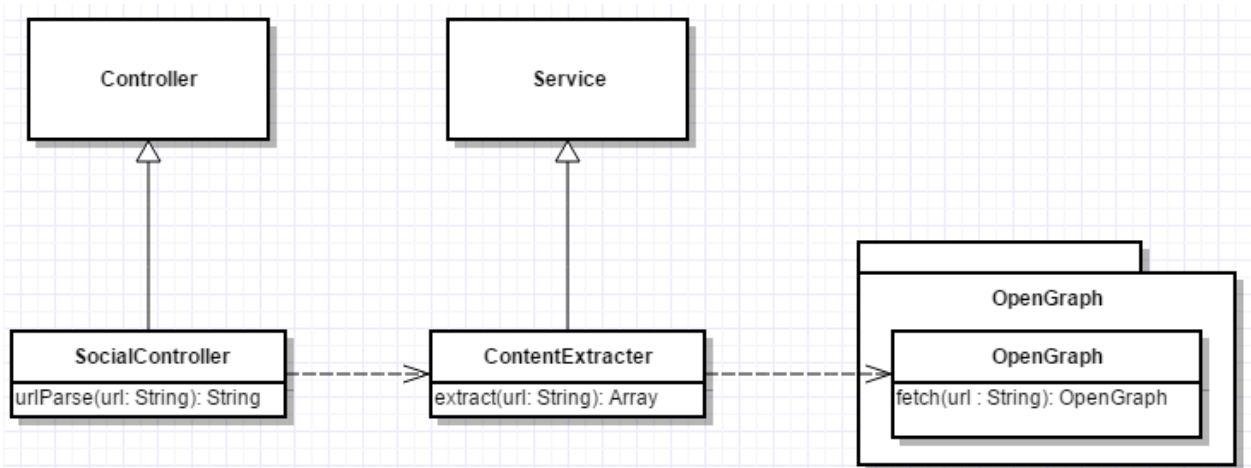 Controller
Service
OpenGraph
SocialController
urlParse(url: String): String
ContentExtracter
extract(url: String): Array
OpenGraph
fetch(url : String): OpenGraph